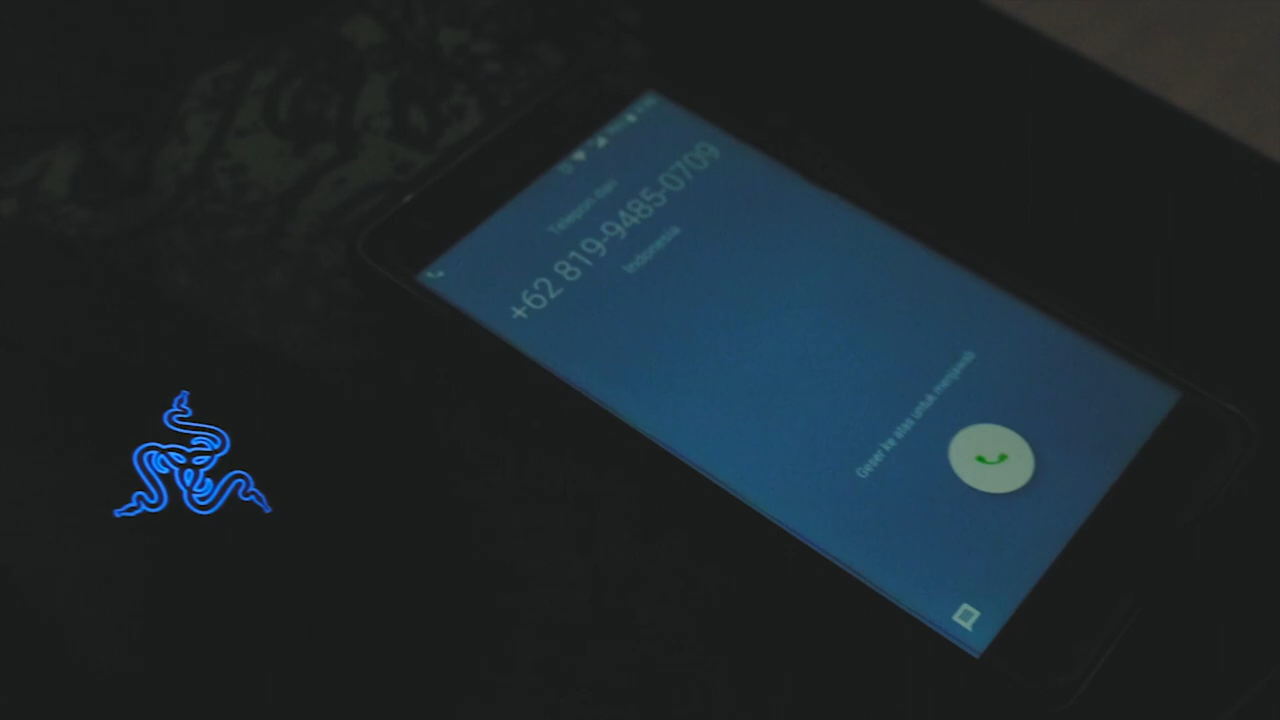 Telepon dari
+62 819-9485-0709
Indonesia
Geser ke atas untuk menjawab